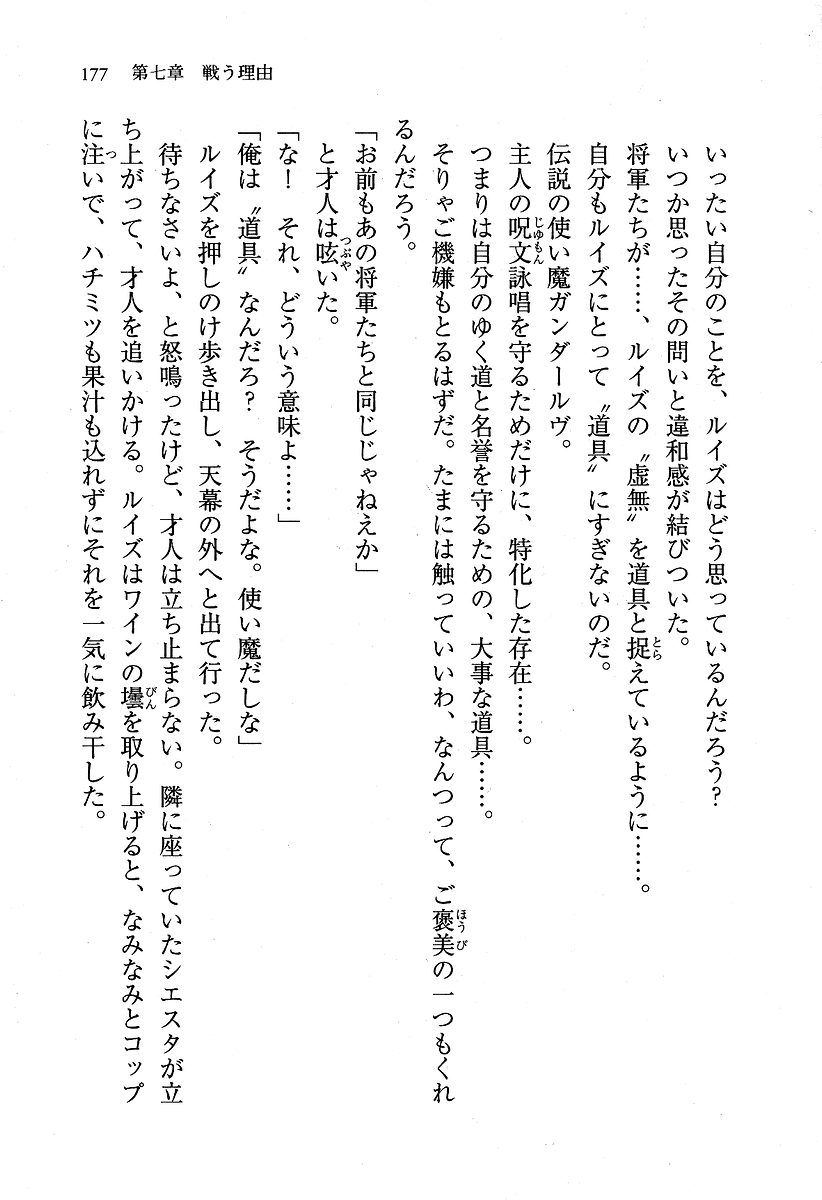 177　第七章　戦う理由
　いったい自分のことを、ルイズはどう思っているんだろう？
　いつか思ったその問いと違和感が結びついた。
　将軍たちが……、ルイズの〝虚無〟を道具と捉えているように……。
　自分もルイズにとって〝道具〟にすぎないのだ。
　伝説の使い魔ガンダールヴ。
　主人の呪文詠唱を守るためだけに、特化した存在……。
　つまりは自分のゆく道と名誉を守るための、大事な道具……。
　そりゃご機嫌もとるはずだ。たまには触っていいわ、なんつって、ご褒美の一つもくれ
るんだろう。
「お前もあの将軍たちと同じじゃねえか」
　と才人は呟いた。
「な！　それ、どういう意味よ……」
「俺は〝道具〟なんだろ？　そうだよな。使い魔だしな」
　ルイズを押しのけ歩き出し、天幕の外へと出て行った。
　待ちなさいよ、と怒鳴ったけど、才人は立ち止まらない。隣に座っていたシエスタが立
ち上がって、才人を追いかける。ルイズはワインの壜を取り上げると、なみなみとコップ
に注いで、ハチミツも果汁も込れずにそれを一気に飲み干した。